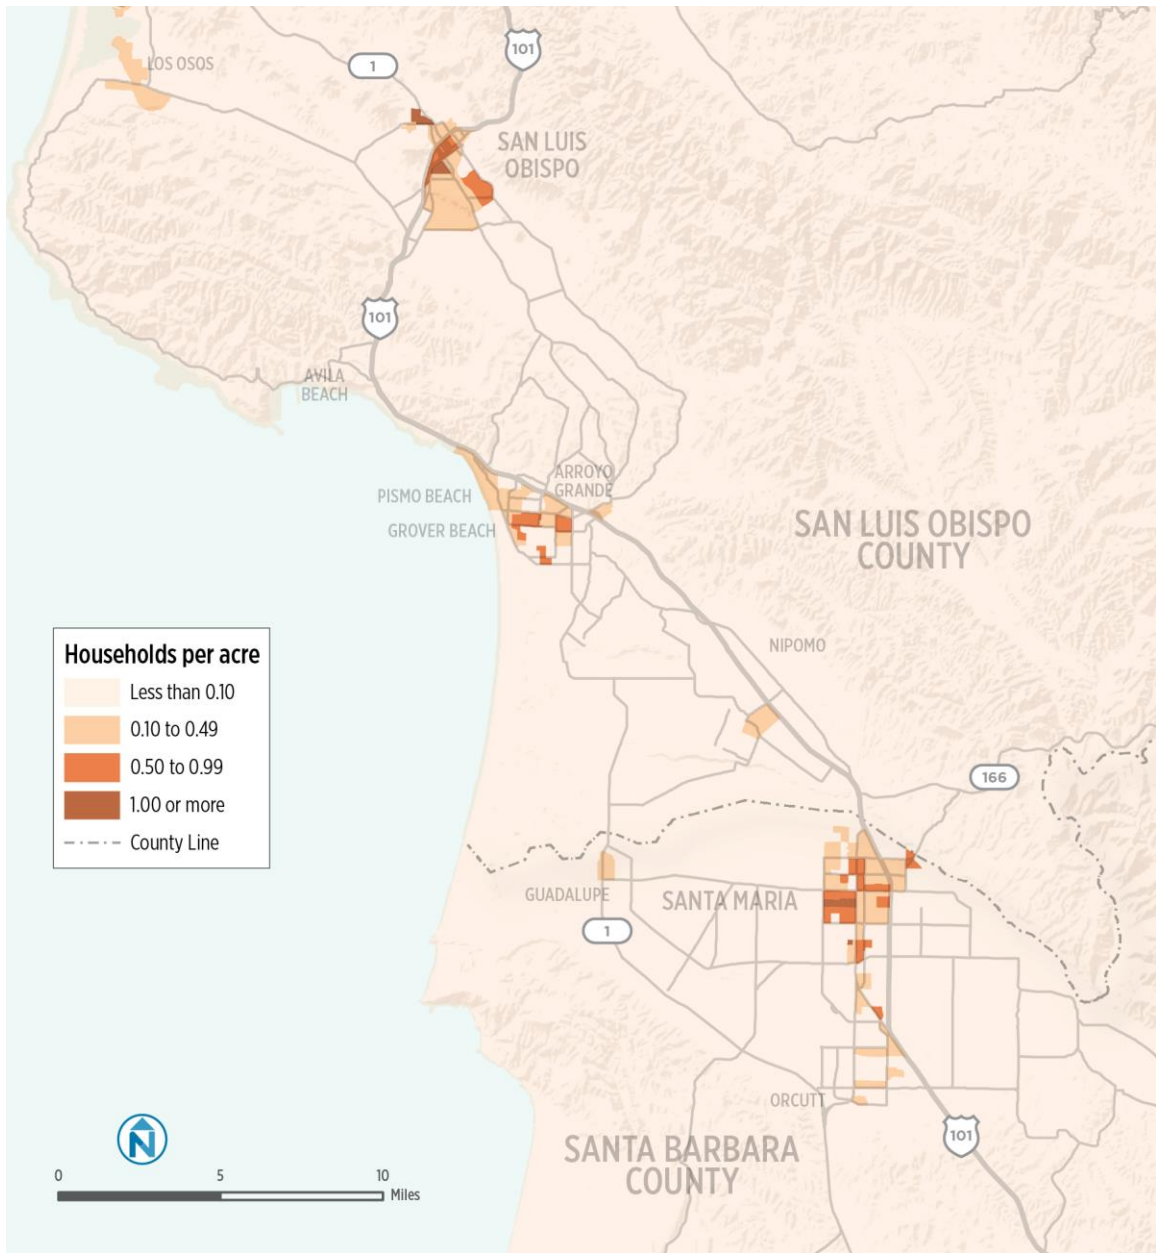 101
1
LOS OSOS
SAN LUIS
OBISPO
101
AVILA
BEACH
ARROYO
GRANDE
PISMO BEACH
GROVER BEACH
SAN LUIS OBISPO
COUNTY
NIPOMO
Households per acre
Less than 0.10
0.10 to 0.49
0.50 to 0.99
1.00 or more
County Line
166
GUADALUPE
SANTA MARIA
1
ORCUTT
SANTA BARBARA
COUNTY
101
N
0 5 10
Miles